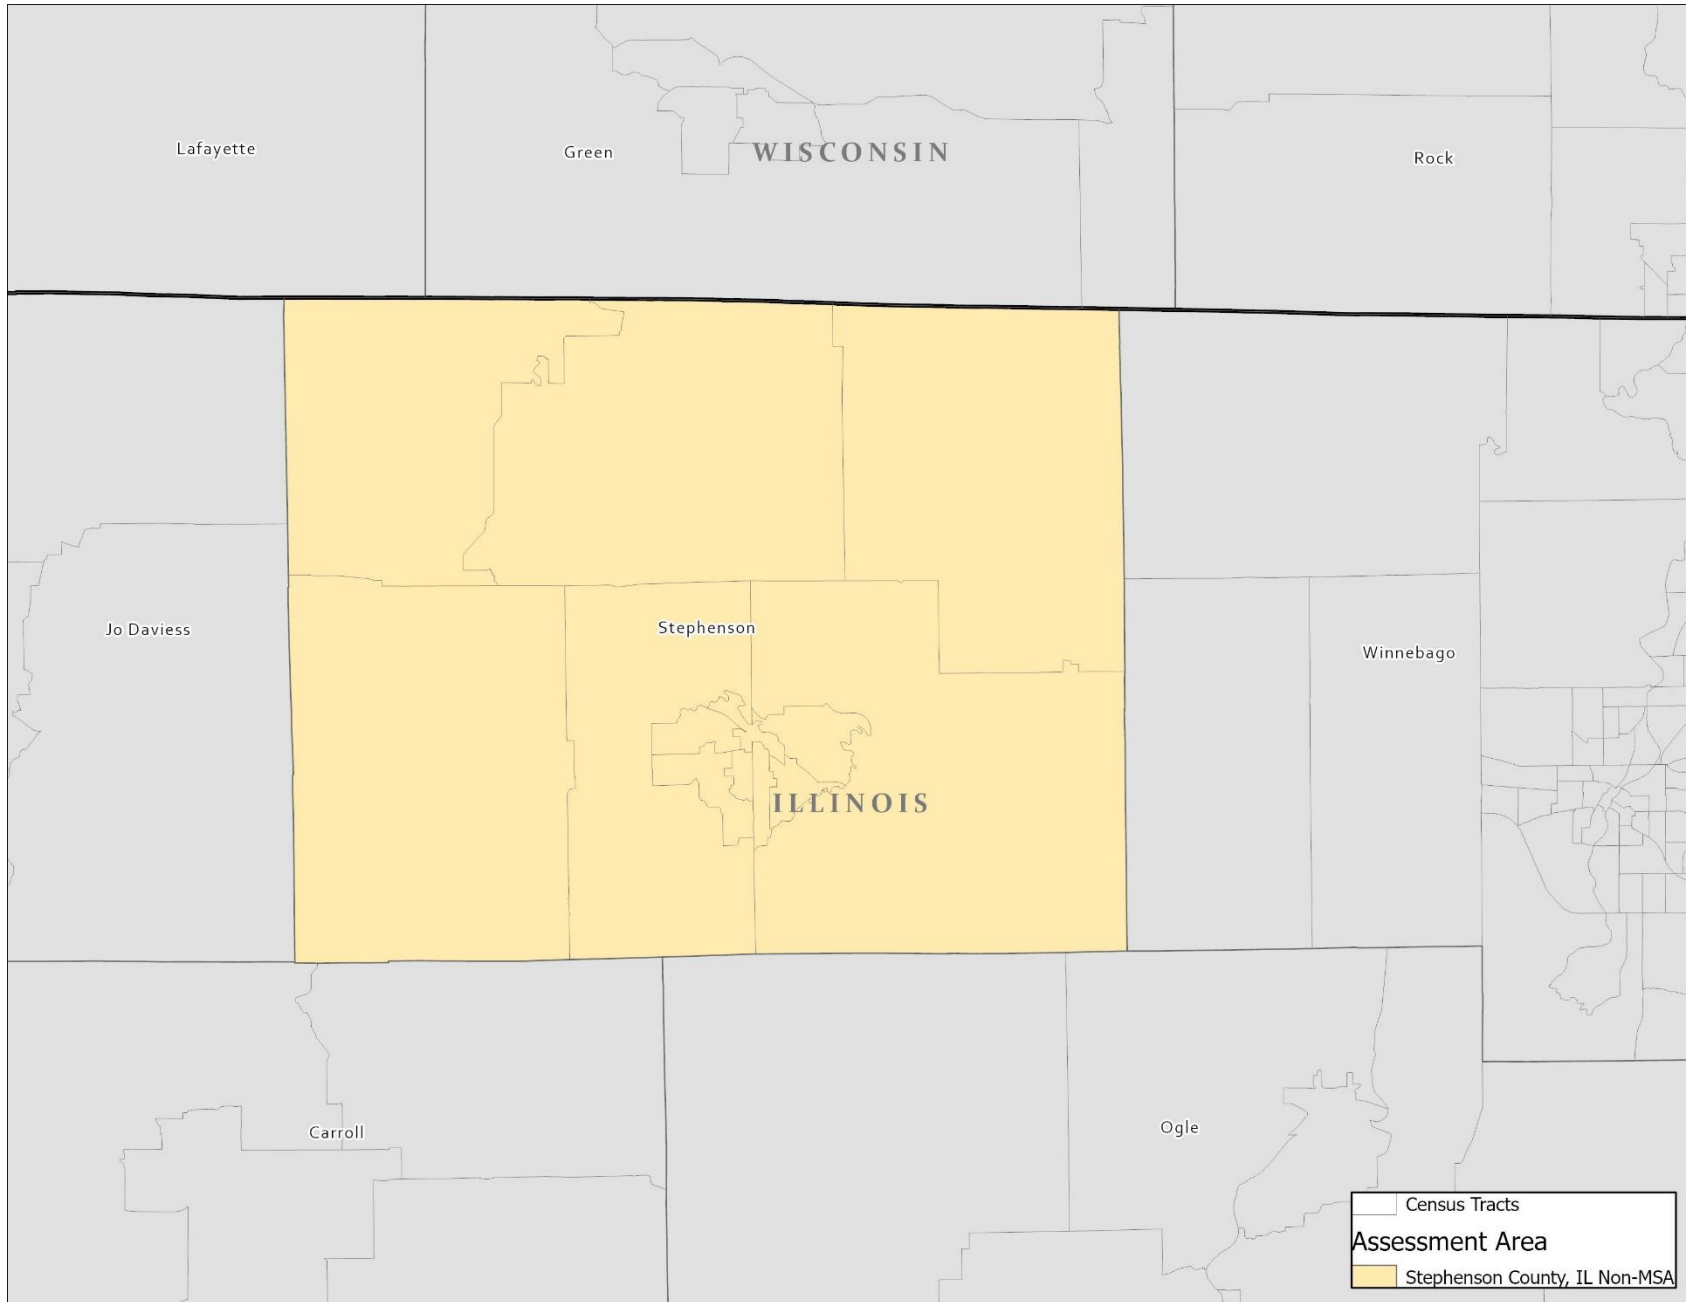 Lafayette
Green
WISCONSIN
Rock
Jo Daviess
Stephenson
Winnebago
ILLINOIS
Carroll
Ogle
Census Tracts
Assessment Area
Stephenson County, IL Non-MSA